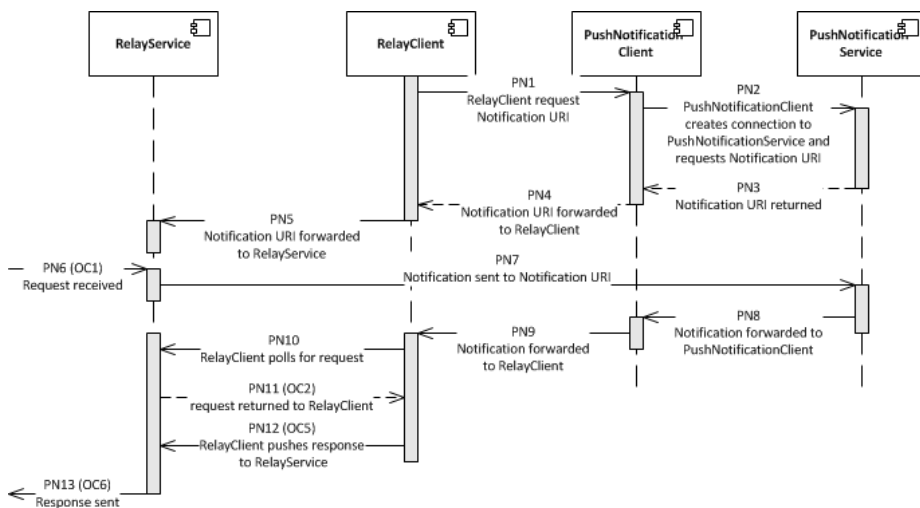 RelayService
RelayClient
PushNotification
Client
PushNotification
Service
PN1
RelayClient request
Notification URI
PN2
PushNotificationClient
creates connection to
PushNotificationService and
requests Notification URI
PN3
Notification URI returned
PN4
Notification URI forwarded
to RelayClient
PN5
Notification URI forwarded
to RelayService
PN6 (OC1)
Request received
PN7
Notification sent to Notification URI
PN8
Notification forwarded to
PushNotificationClient
PN9
Notification forwarded
to RelayClient
PN10
RelayClient polls for request
PN11 (OC2)
request returned to RelayClient
PN12 (OC5)
RelayClient pushes response
to RelayService
PN13 (OC6)
Response sent